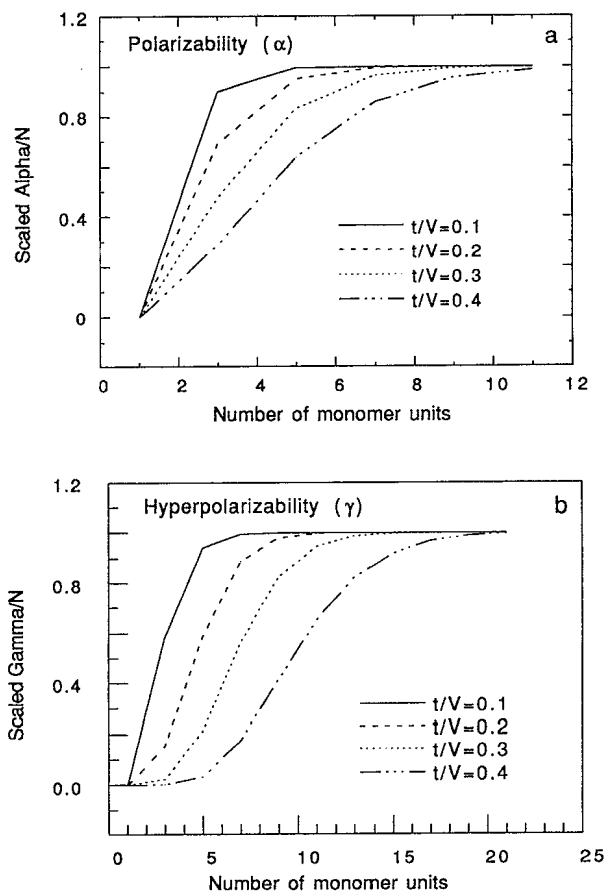 Polarizability (α)
a
1.2
0.8
0.4
0
Scaled Alpha/N
t/V=0.1
t/V=0.2
t/V=0.3
t/V=0.4
0 2 4 6 8 10 12
Number of monomer units
Hyperpolarizability (γ)
b
1.2
0.8
0.4
0.0
Scaled Gamma/N
t/V=0.1
t/V=0.2
t/V=0.3
t/V=0.4
0 5 10 15 20 25
Number of monomer units